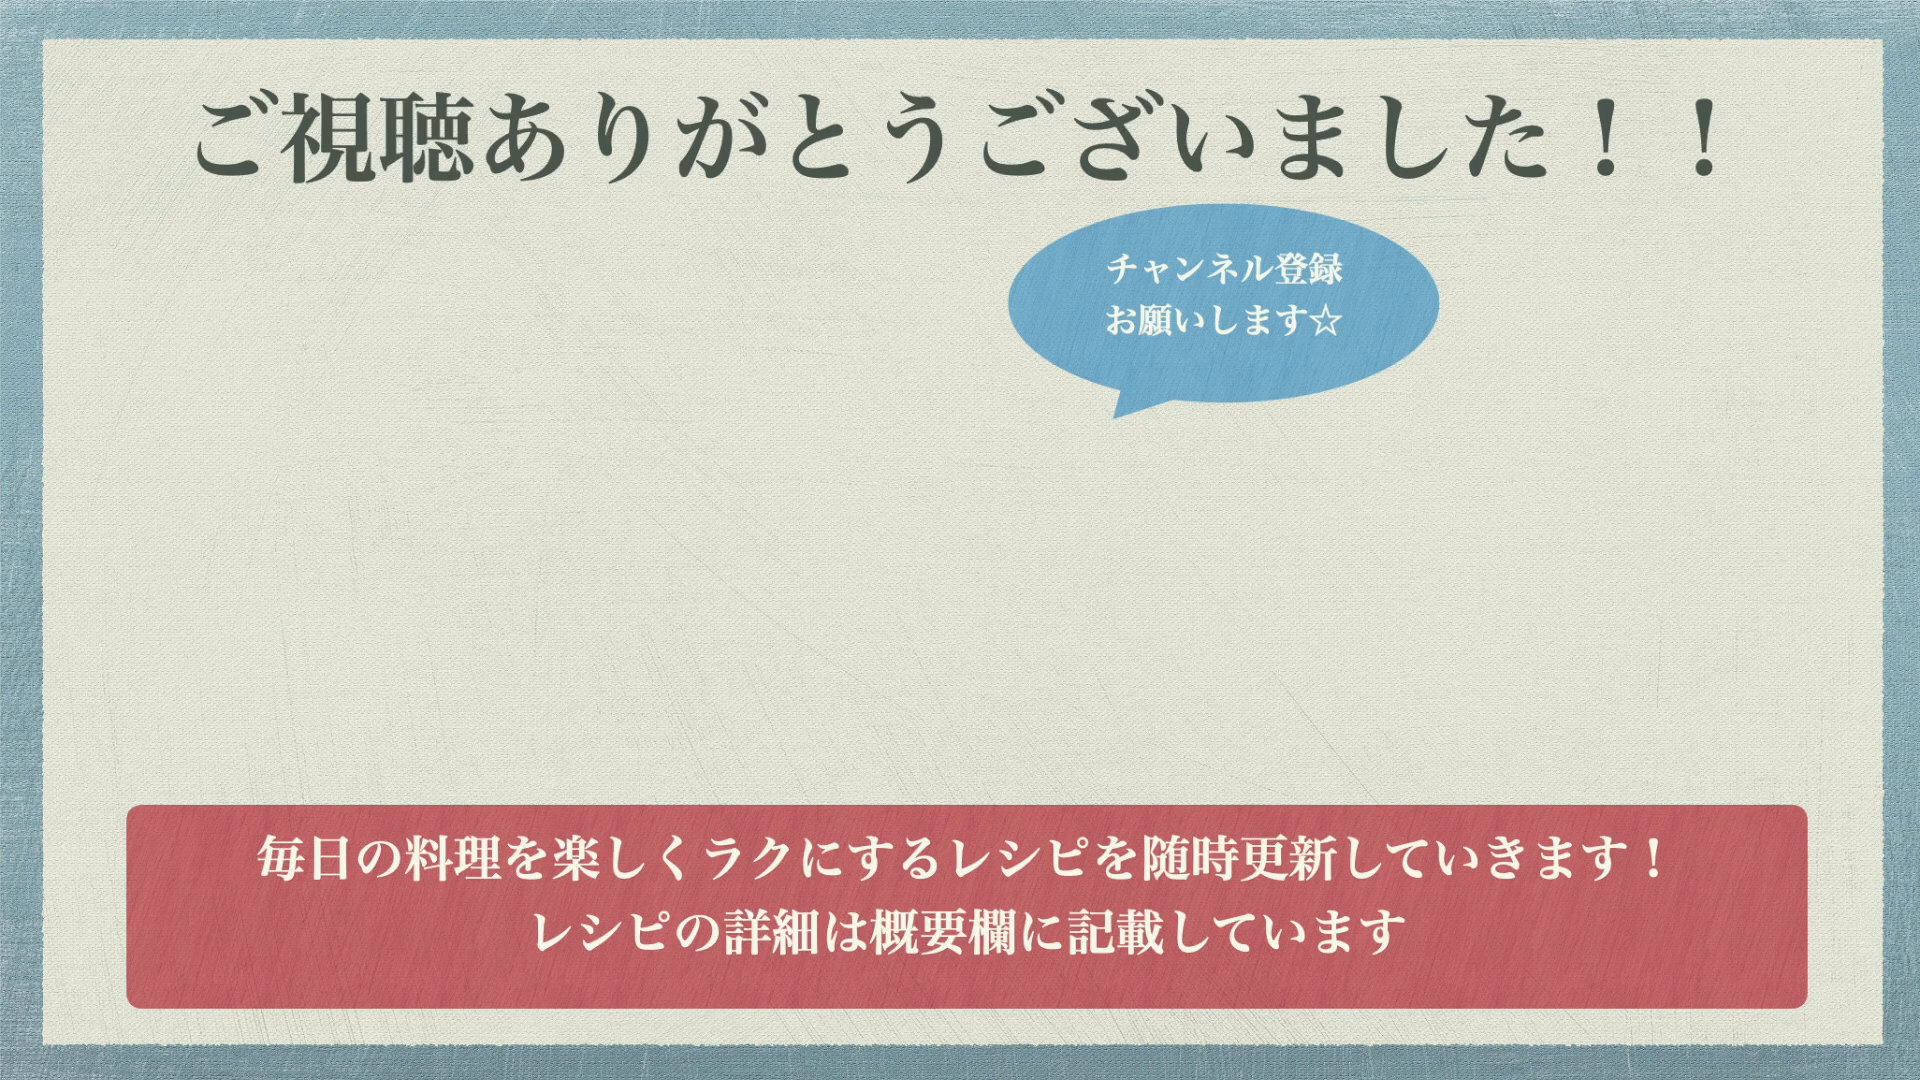 ご視聴ありがとうございました！！
チャンネル登録
お願いします☆
毎日の料理を楽しくラクにするレシピを随時更新していきます！
レシピの詳細は概要欄に記載しています